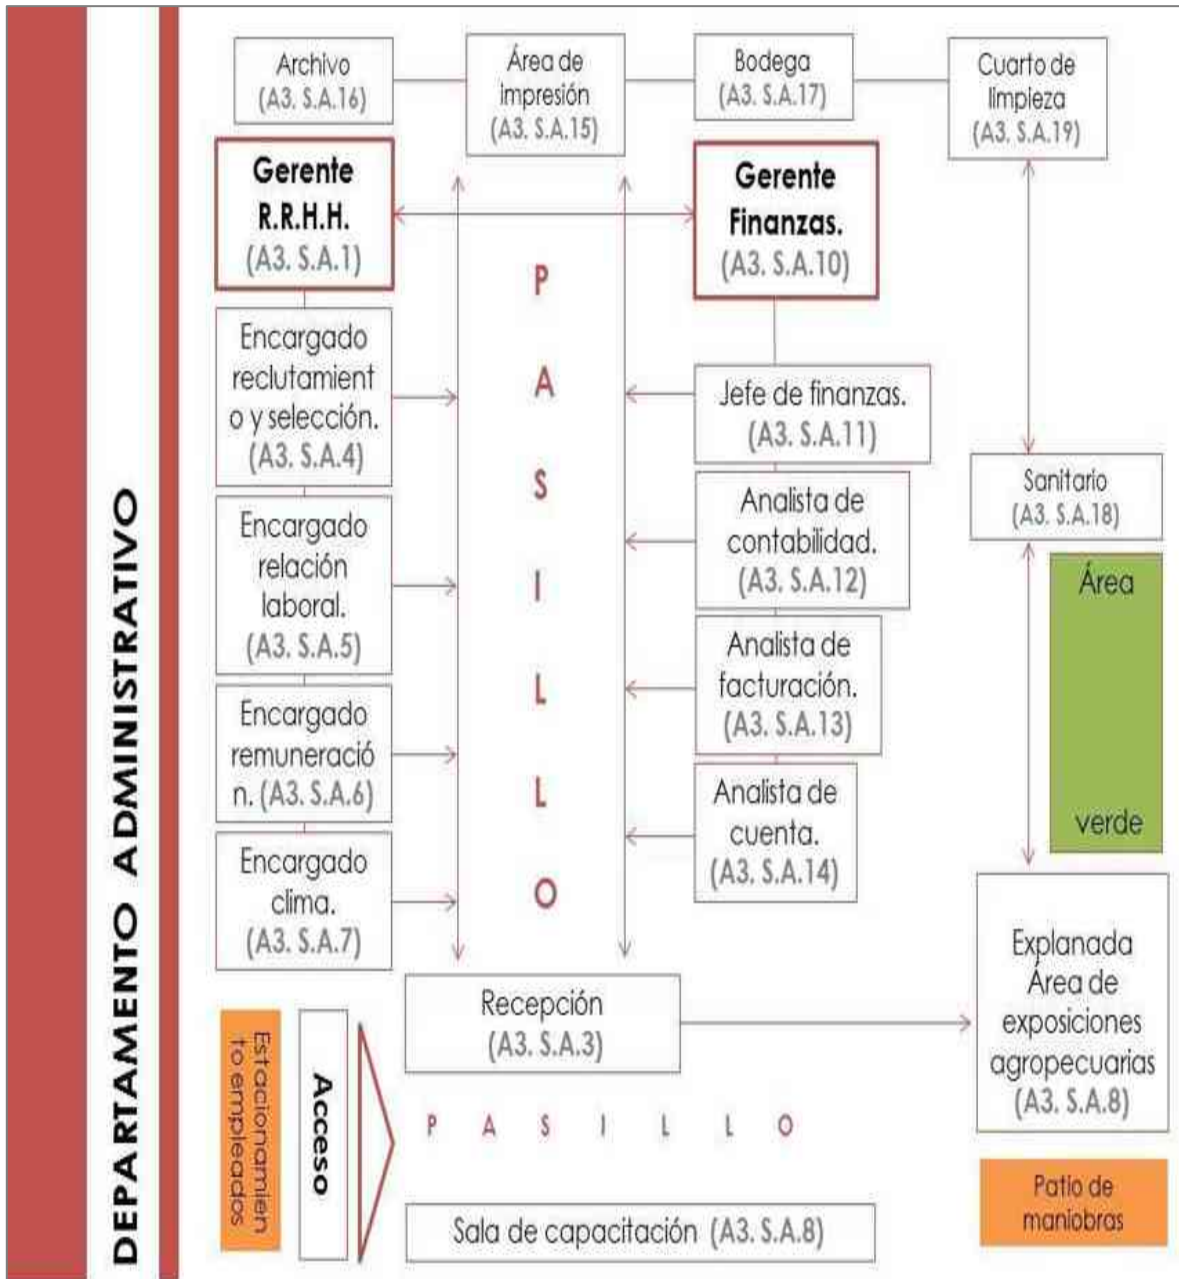 DEPARTAMENTO ADMINISTRATIVO
Archivo
(A3. S.A.16)
Área de
impresión
(A3. S.A.15)
Bodega
(A3. S.A.17)
Cuarto de
limpieza
(A3. S.A.19)
Gerente
R.R.H.H.
(A3. S.A.1)
Gerente
Finanzas.
(A3. S.A.10)
Encargado
reclutamient
o y selección.
(A3. S.A.4)
Encargado
relación
laboral.
(A3. S.A.5)
Encargado
remuneració
n. (A3. S.A.6)
Encargado
clima.
(A3. S.A.7)
P A S I L L O
Jefe de finanzas.
(A3. S.A.11)
Analista de
contabilidad.
(A3. S.A.12)
Analista de
facturación.
(A3. S.A.13)
Analista de
cuenta.
(A3. S.A.14)
Sanitario
(A3. S.A.18)
Área
verde
Explanada
Área de
exposiciones
agropecuarias
(A3. S.A.8)
Recepción
(A3. S.A.3)
Estacionamien
to empleados
Acceso
P A S I L L O
Sala de capacitación (A3. S.A.8)
Patio de
maniobras